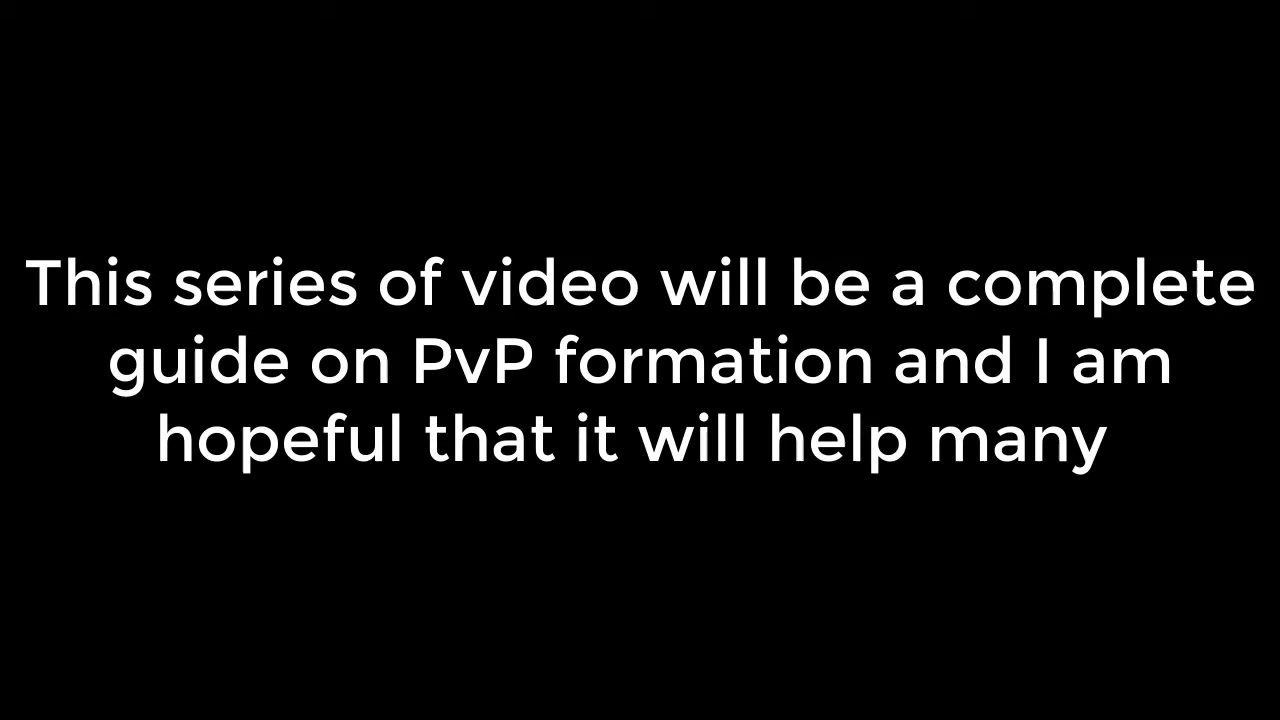 This series of video will be a complete
guide on PvP formation and I am
hopeful that it will help many